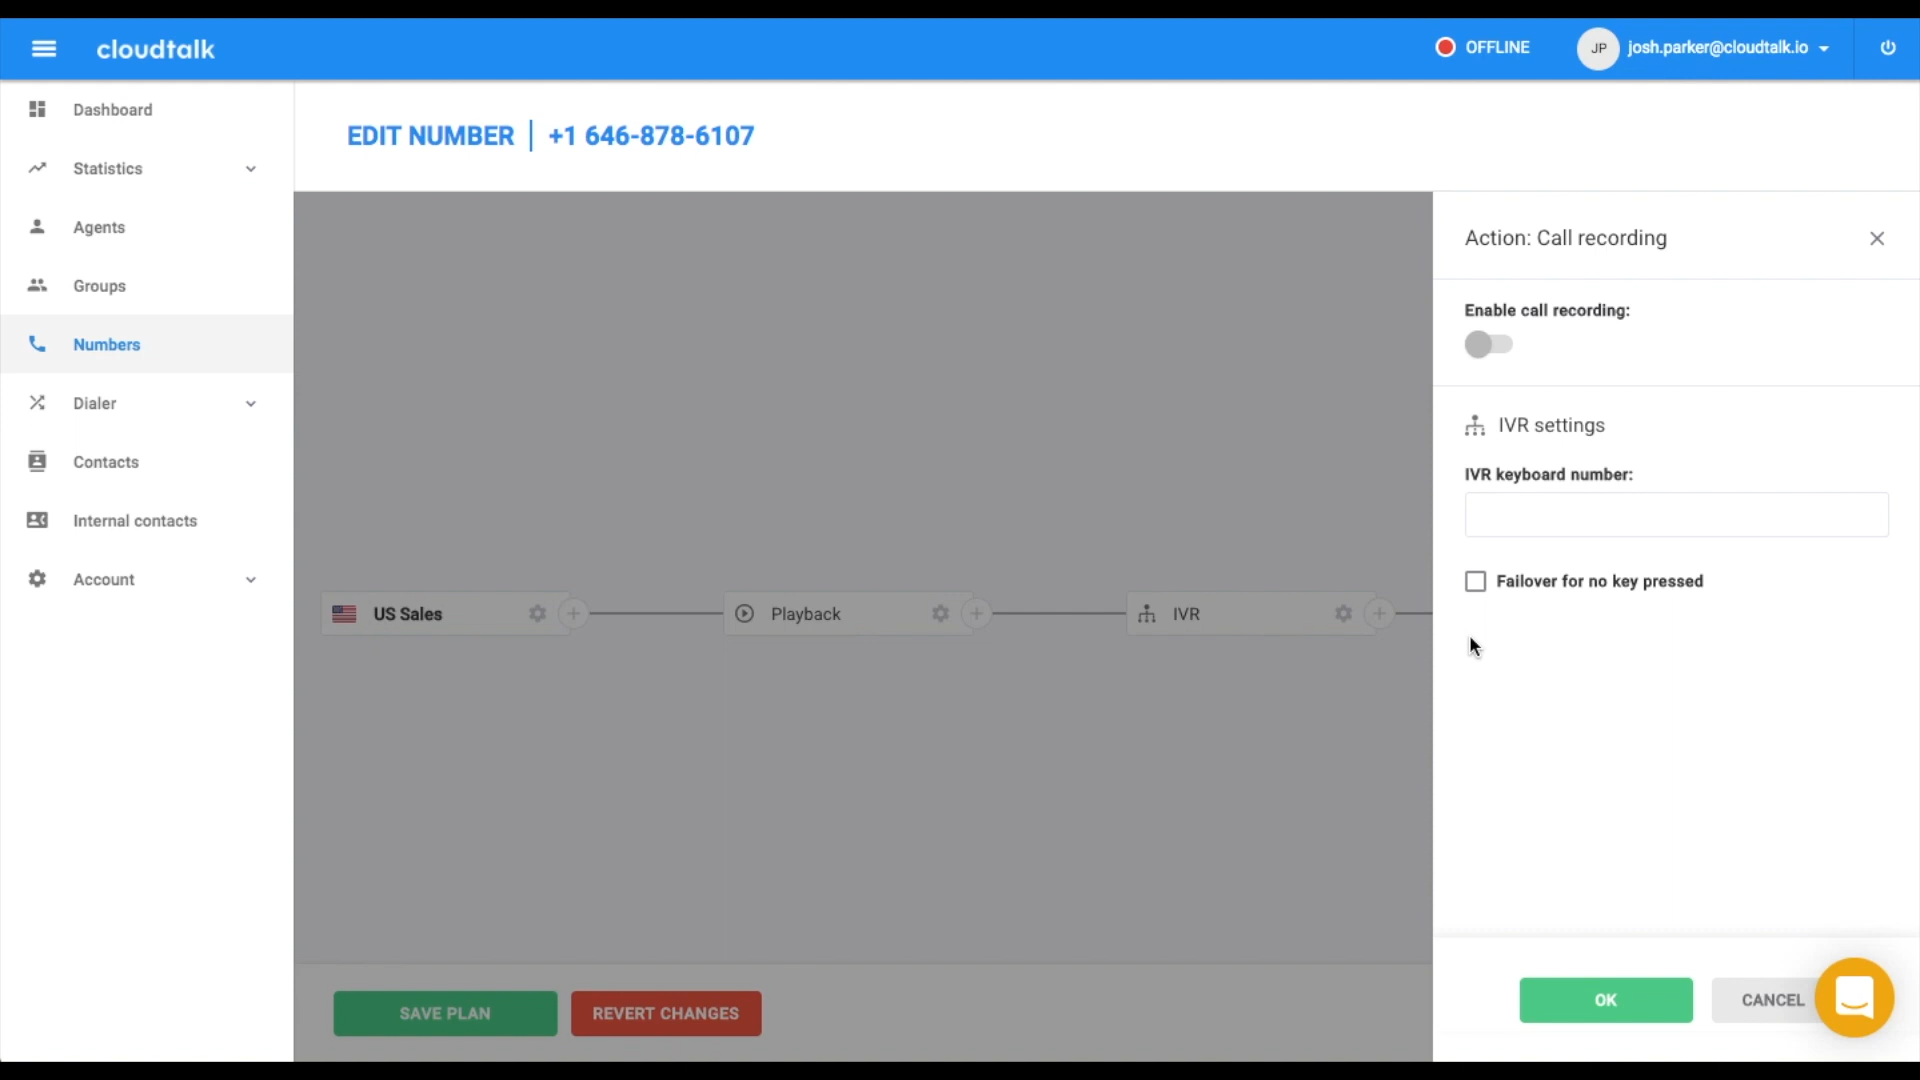 cloudtalk
OFFLINE
JP
josh.parker@cloudtalk.io
Dashboard
Statistics
Agents
Groups
Numbers
Dialer
Contacts
Internal contacts
Account
EDIT NUMBER | +1 646-878-6107
US Sales
Playback
IVR
SAVE PLAN
REVERT CHANGES
Action: Call recording
Enable call recording:
IVR settings
IVR keyboard number:
Failover for no key pressed
OK
CANCEL